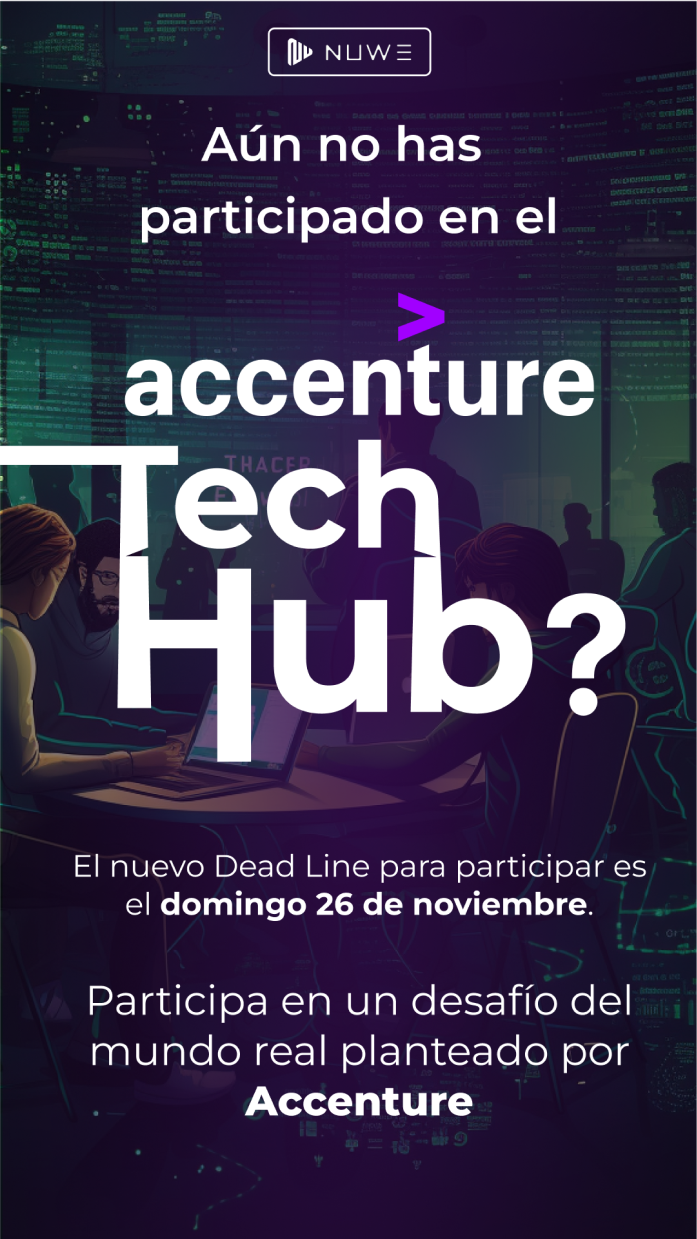 NUWE
Aún no has
participado en el
>
accenture
Tech
Hub?
El nuevo Dead Line para participar es
el domingo 26 de noviembre.
Participa en un desafío del
mundo real planteado por
Accenture